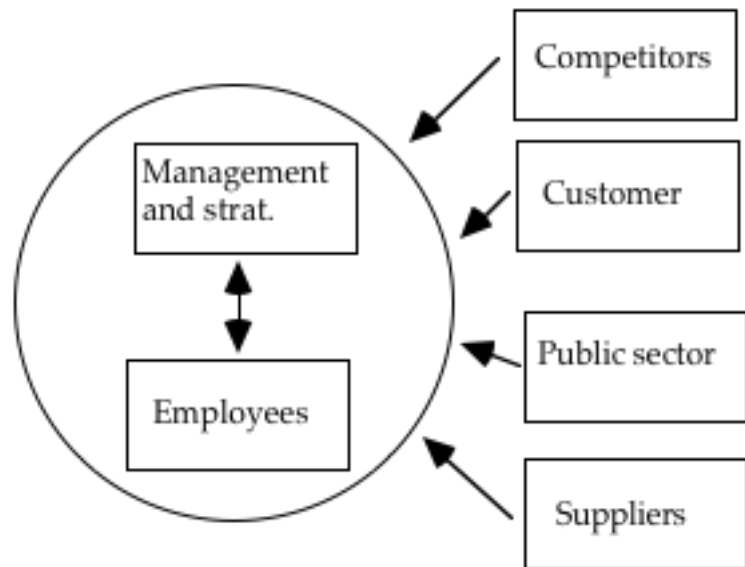 Competitors
Management
and strat.
Customer
Public sector
Employees
Suppliers